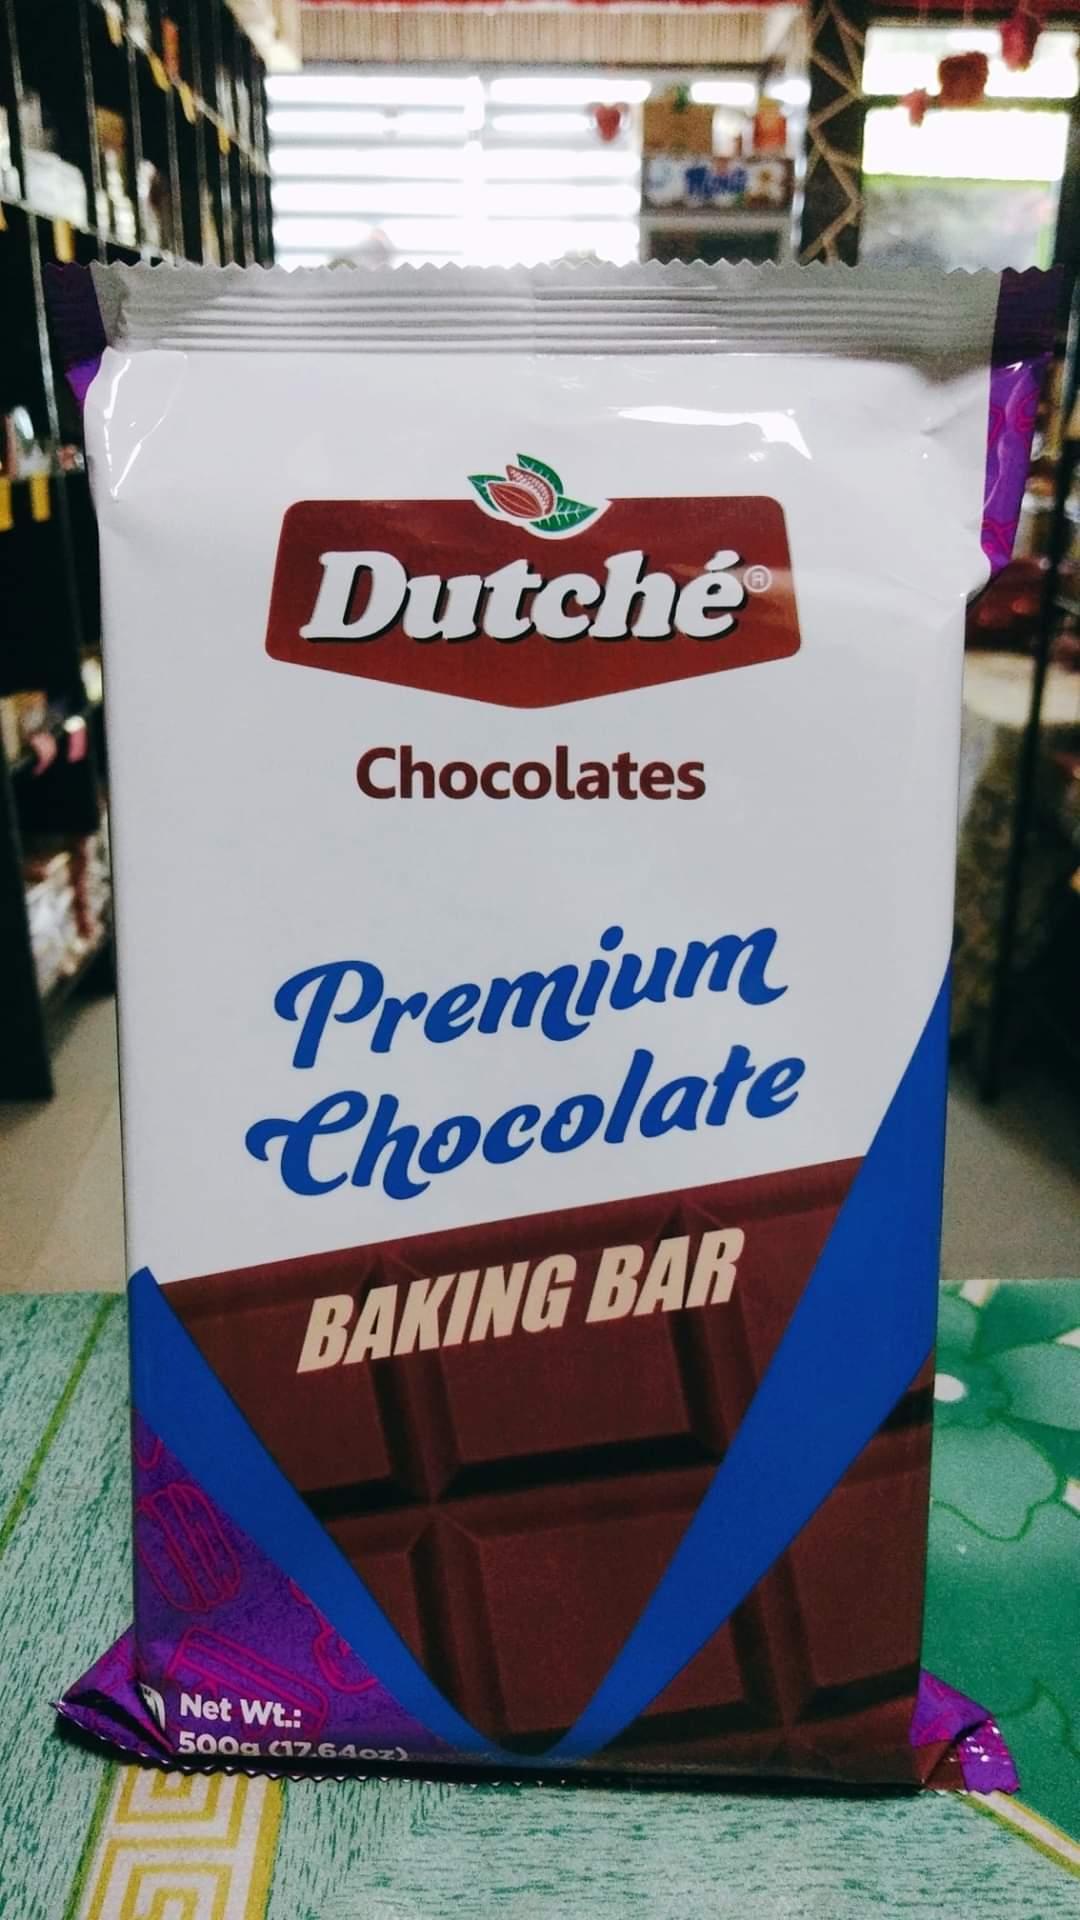 Dutché®
Chocolates
Premium
Chocolate
BAKING BAR
Net Wt.:
500g (17.64oz)